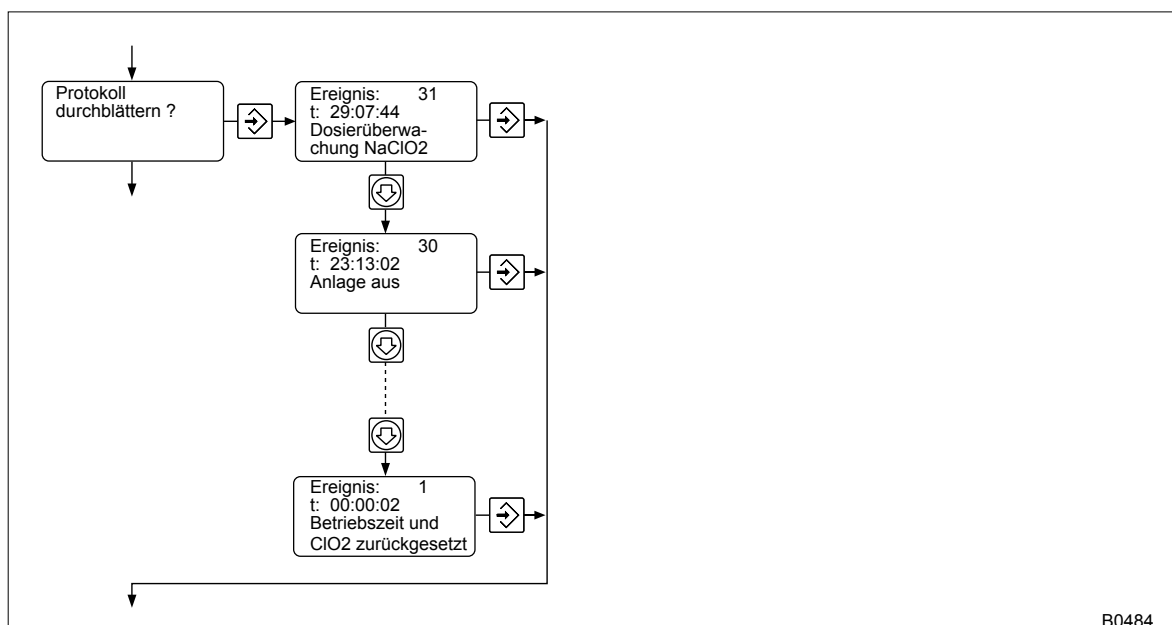 Protokoll
durchblättern ?
Ereignis: 31
t: 29:07:44
Dosierüberwa-
chung NaClO2
Ereignis: 30
t: 23:13:02
Anlage aus
Ereignis: 1
t: 00:00:02
Betriebszeit und
ClO2 zurückgesetzt
B0484